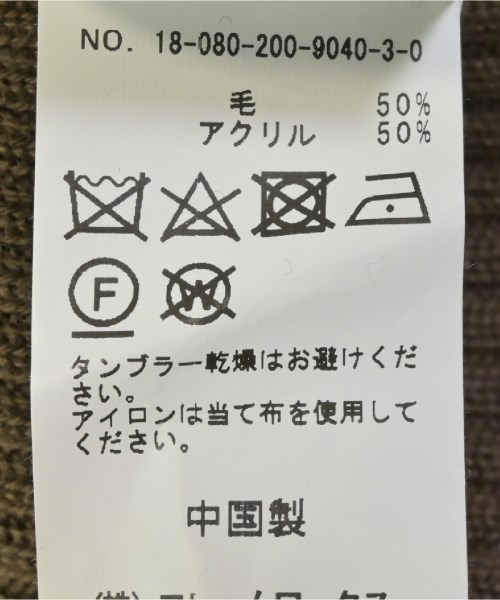 NO. 18-080-200-9040-3-0
毛 50%
アクリル 50%
F
W
タンブラー乾燥はお避けくだ
さい。
アイロンは当て布を使用して
ください。
中国製
(株)